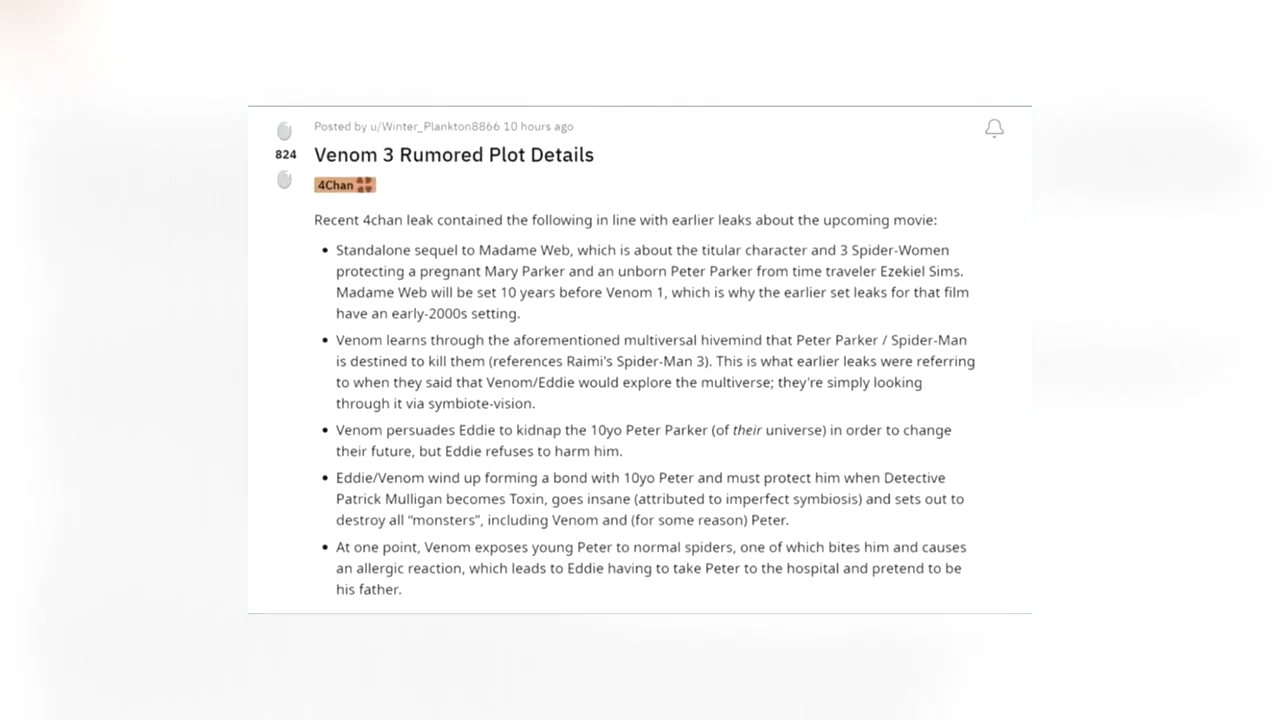 Posted by u/Winter_Plankton8866 10 hours ago
824
Venom 3 Rumored Plot Details
4Chan
Recent 4chan leak contained the following in line with earlier leaks about the upcoming movie:
• Standalone sequel to Madame Web, which is about the titular character and 3 Spider-Women
protecting a pregnant Mary Parker and an unborn Peter Parker from time traveler Ezekiel Sims.
Madame Web will be set 10 years before Venom 1, which is why the earlier set leaks for that film
have an early-2000s setting.
• Venom learns through the aforementioned multiversal hivemind that Peter Parker / Spider-Man
is destined to kill them (references Raimi's Spider-Man 3). This is what earlier leaks were referring
to when they said that Venom/Eddie would explore the multiverse; they're simply looking
through it via symbiote-vision.
• Venom persuades Eddie to kidnap the 10yo Peter Parker (of their universe) in order to change
their future, but Eddie refuses to harm him.
• Eddie/Venom wind up forming a bond with 10yo Peter and must protect him when Detective
Patrick Mulligan becomes Toxin, goes insane (attributed to imperfect symbiosis) and sets out to
destroy all “monsters”, including Venom and (for some reason) Peter.
• At one point, Venom exposes young Peter to normal spiders, one of which bites him and causes
an allergic reaction, which leads to Eddie having to take Peter to the hospital and pretend to be
his father.